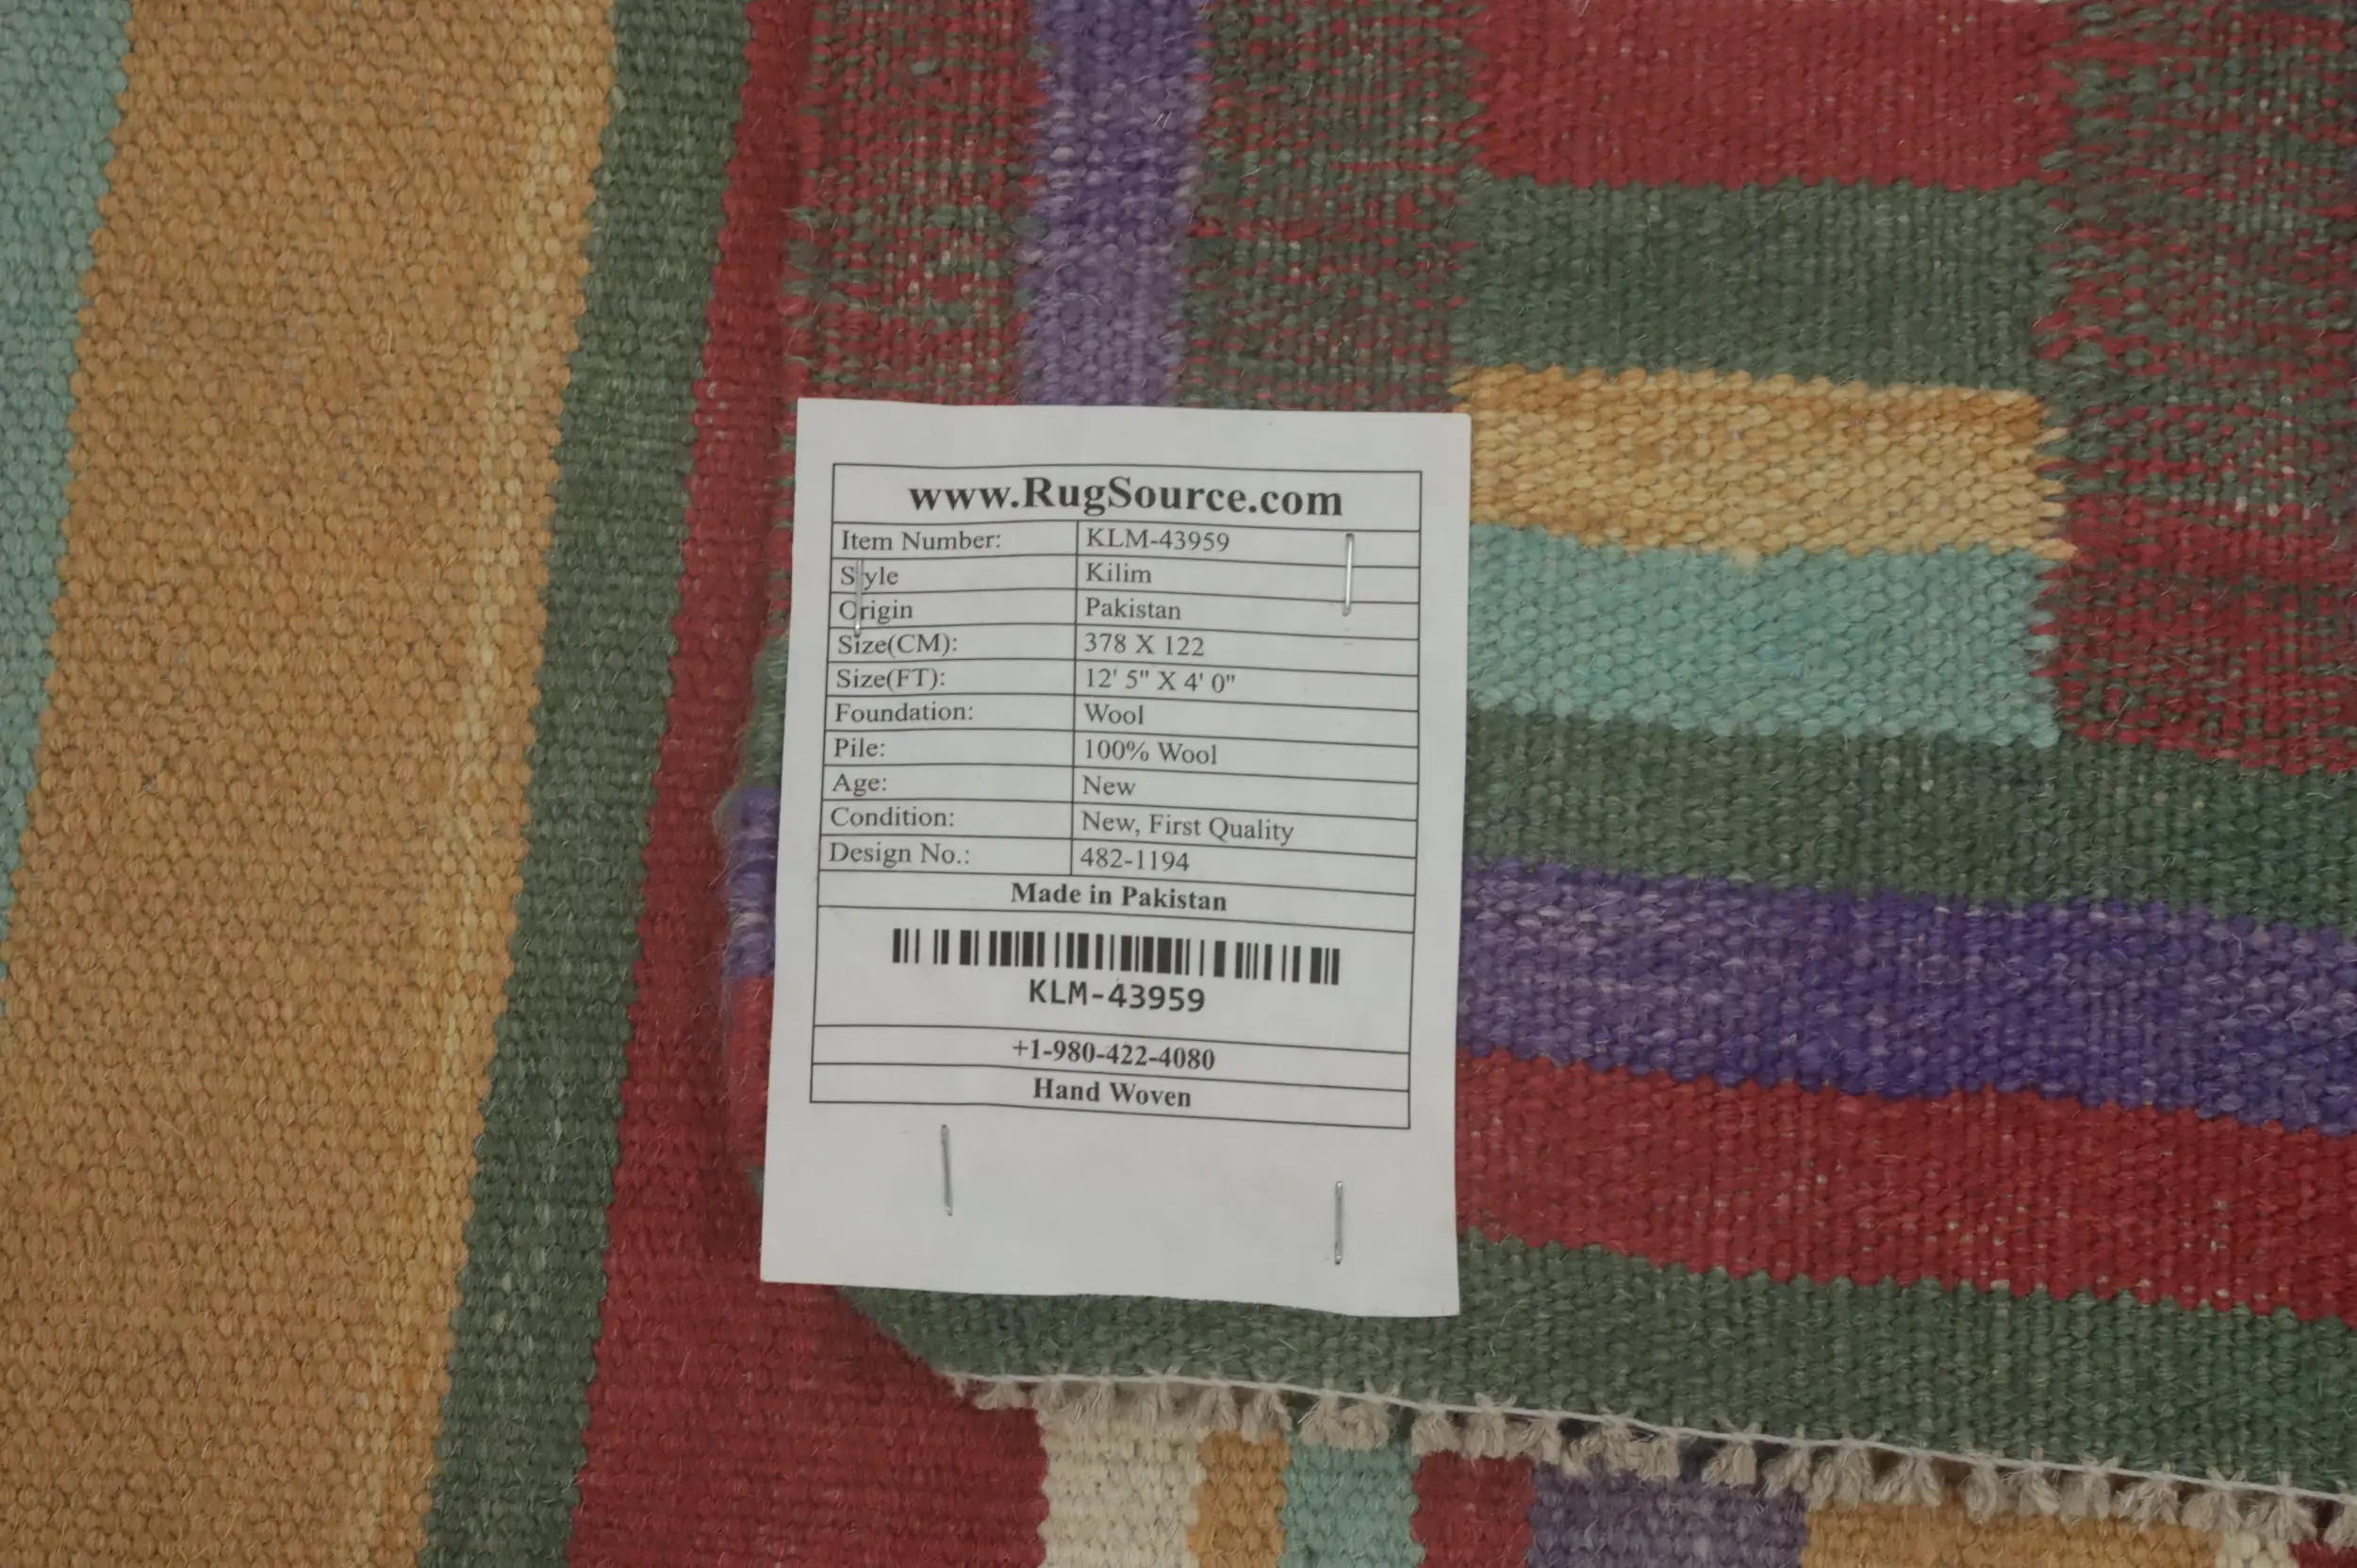 www.RugSource.com
Item Number: KLM-43959
Style Kilim
Origin Pakistan
Size(CM): 378 X 122
Size(FT): 12' 5" X 4' 0"
Foundation: Wool
Pile: 100% Wool
Age: New
Condition: New, First Quality
Design No.: 482-1194
Made in Pakistan
KLM-43959
+1-980-422-4080
Hand Woven